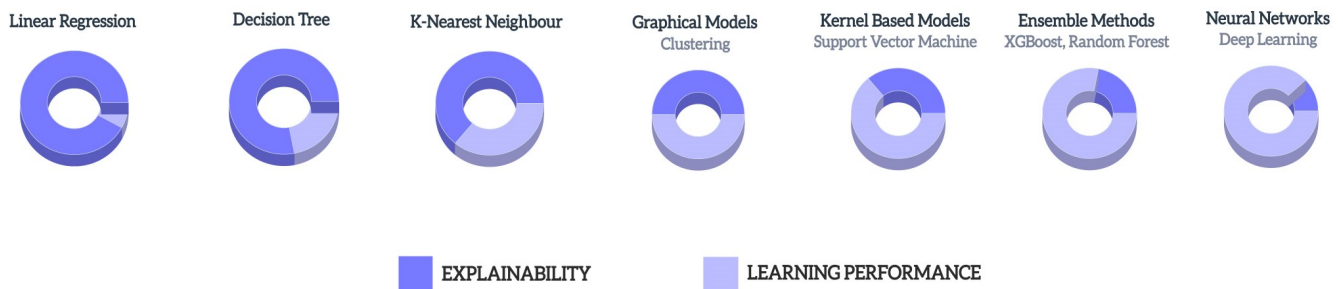 Linear Regression
Decision Tree
K-Nearest Neighbour
Graphical Models
Clustering
Kernel Based Models
Support Vector Machine
Ensemble Methods
XGBoost, Random Forest
Neural Networks
Deep Learning
EXPLAINABILITY
LEARNING PERFORMANCE